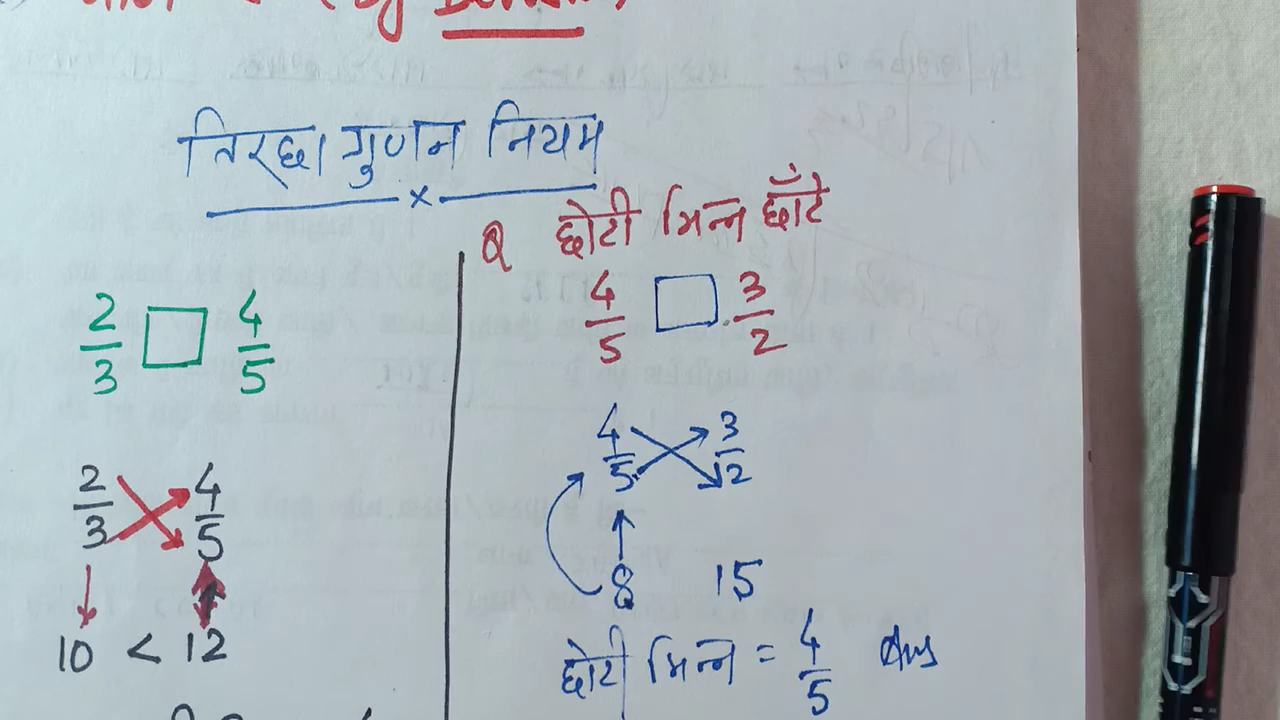 तिरछा गुणन नियम
×
2/3 □ 4/5
2/3 4/5
10 < 12
Q छोटी भिन्न छाँटे
4/5 □ 3/2
4/5 3/2
8 15
छोटी भिन्न = 4/5 Ans